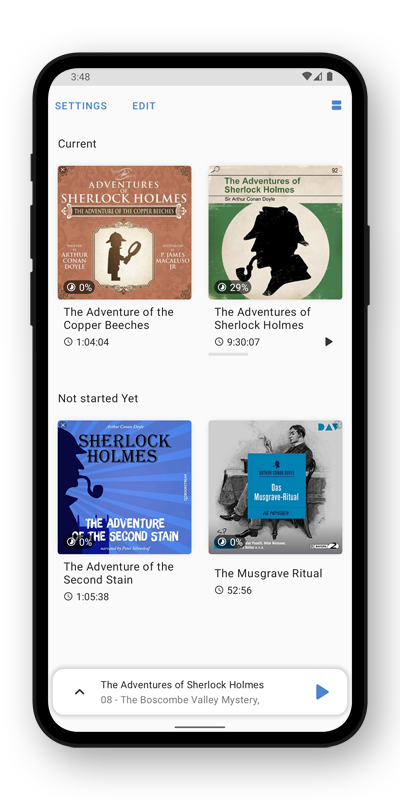 3:48
SETTINGS EDIT
Current
ADVENTURES
OF
SHERLOCK HOLMES
THE ADVENTURE OF THE COPPER BEECHES
ARTHUR
CONAN
DOYLE
P. JAMES
MACALUSO
JR
0%
The Adventure of the
Copper Beeches
1:04:04
92
The Adventures of
Sherlock Holmes
Sir Arthur Conan Doyle
29%
The Adventures of
Sherlock Holmes
9:30:07
Not started Yet
Arthur Conan Doyle
SHERLOCK
HOLMES
THE ADVENTURE
OF THE SECOND STAIN
narrated by Peter Silverleaf
0%
The Adventure of the
Second Stain
1:05:38
DAV
ARTHUR CONAN DOYLE
Das
Musgrave-Ritual
0%
The Musgrave Ritual
52:56
The Adventures of Sherlock Holmes
08 - The Boscombe Valley Mystery,